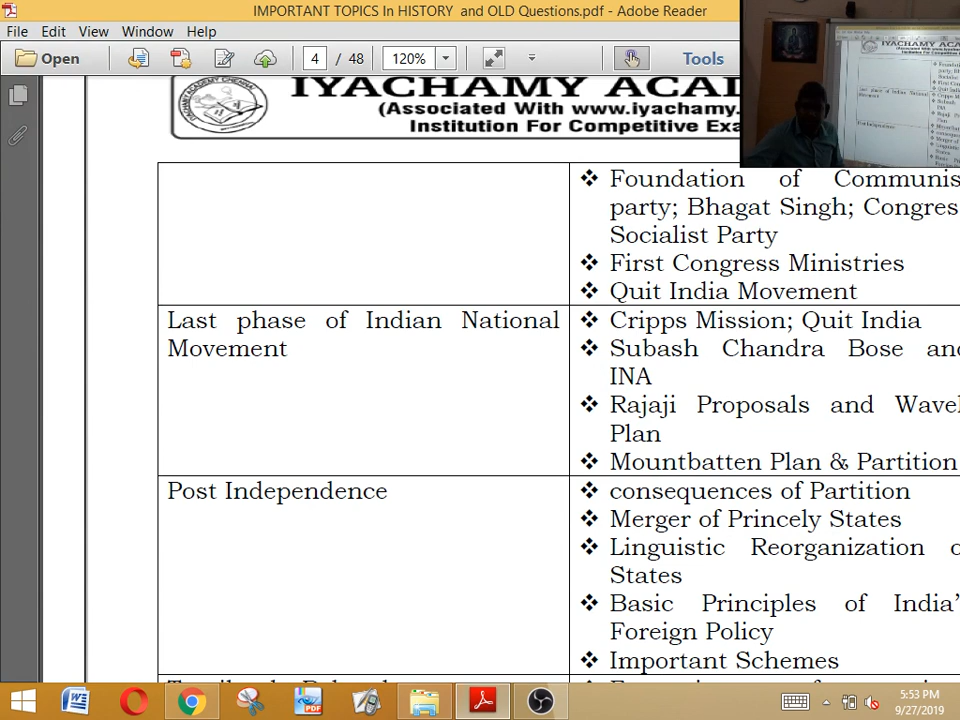 IMPORTANT TOPICS In HISTORY and OLD Questions.pdf - Adobe Reader
File Edit View Window Help
Open 4 / 48 120% Tools
IYACHAMY ACA
(Associated With www.iyachamy.
Institution For Competitive Exa
Foundation of Communis
party; Bhagat Singh; Congres
Socialist Party
First Congress Ministries
Quit India Movement
Last phase of Indian National
Movement
Cripps Mission; Quit India
Subash Chandra Bose and
INA
Rajaji Proposals and Wavel
Plan
Mountbatten Plan & Partition
Post Independence
consequences of Partition
Merger of Princely States
Linguistic Reorganization o
States
Basic Principles of India's
Foreign Policy
Important Schemes
5:53 PM
9/27/2019